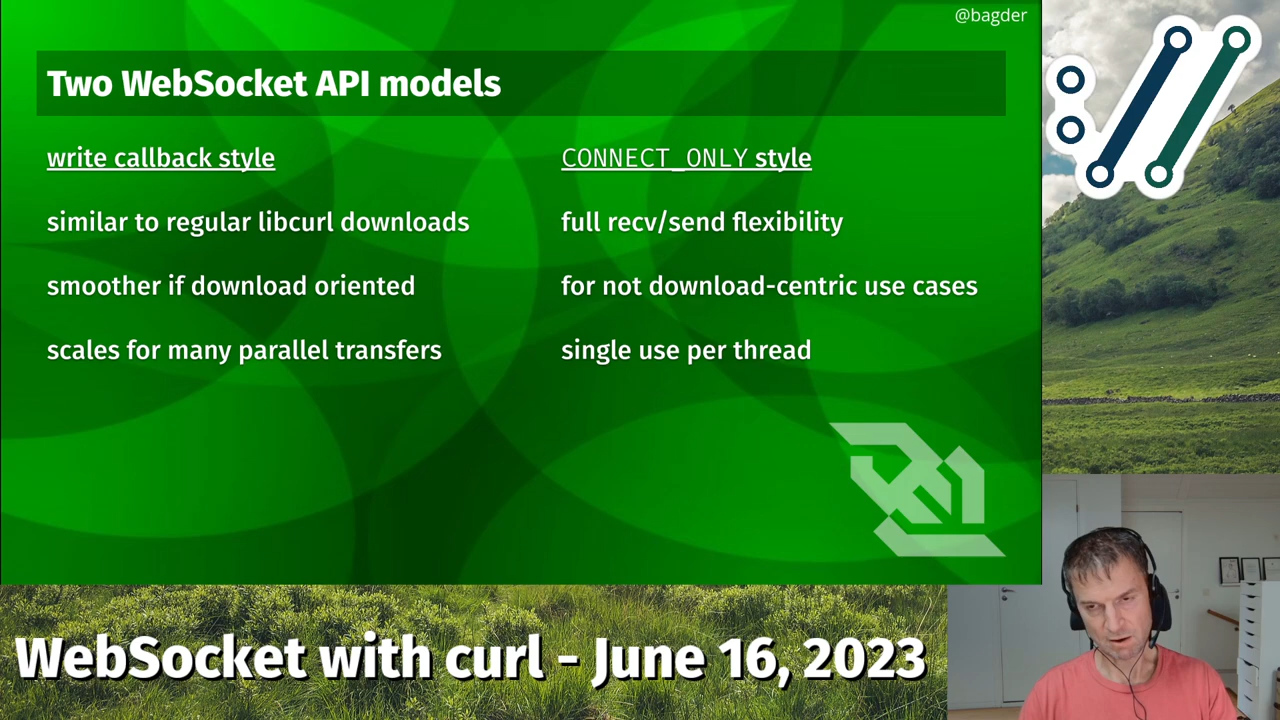 @bagder
Two WebSocket API models
write callback style
similar to regular libcurl downloads
smoother if download oriented
scales for many parallel transfers
CONNECT_ONLY style
full recv/send flexibility
for not download-centric use cases
single use per thread
WebSocket with curl - June 16, 2023